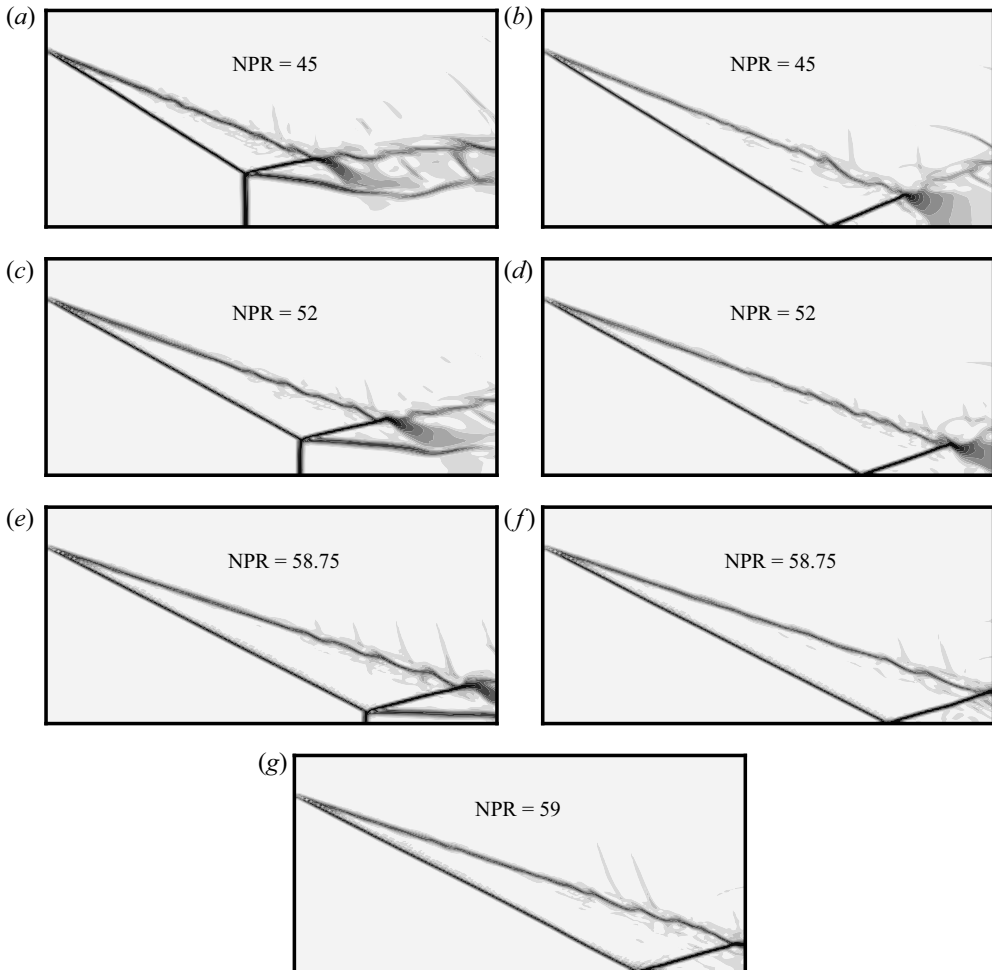 (a)
NPR = 45
(b)
NPR = 45
(c)
NPR = 52
(d)
NPR = 52
(e)
NPR = 58.75
(f)
NPR = 58.75
(g)
NPR = 59